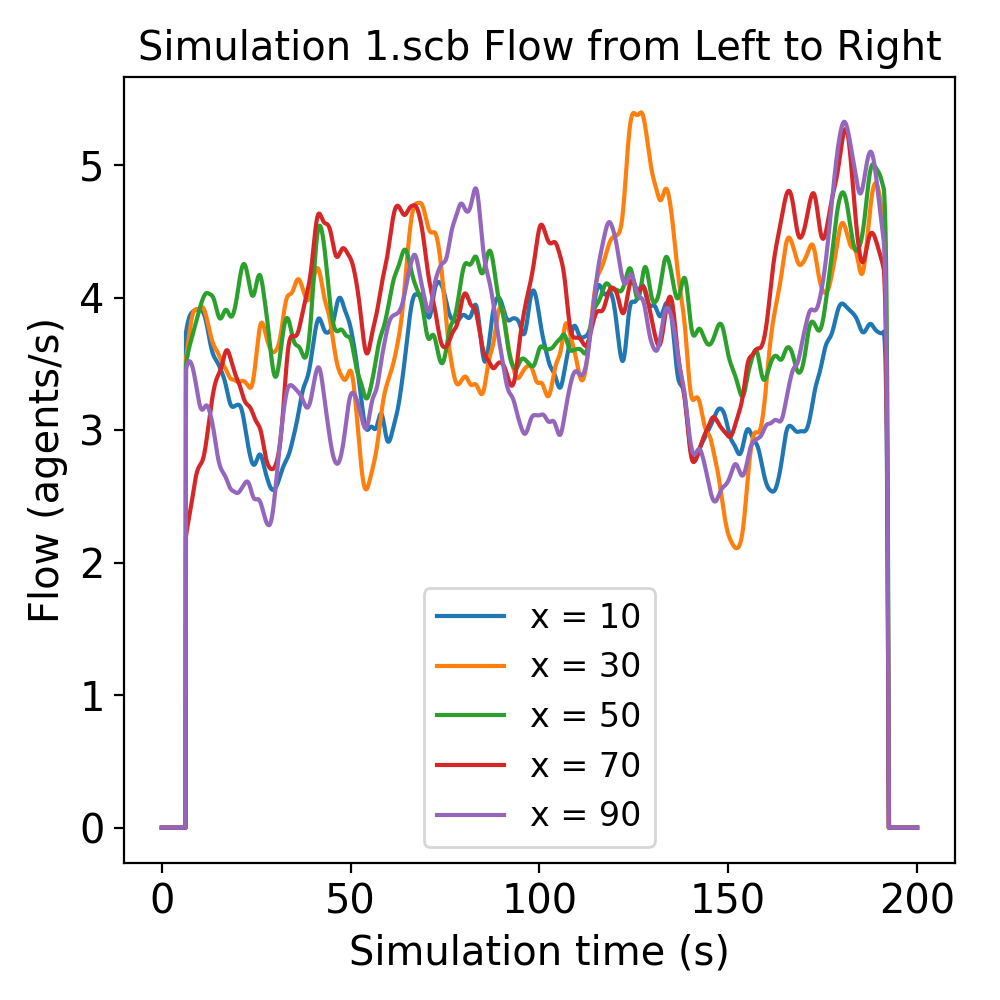 Simulation 1.scb Flow from Left to Right
Flow (agents/s)
5
4
3
2
1
0
x = 10
x = 30
x = 50
x = 70
x = 90
0 50 100 150 200
Simulation time (s)